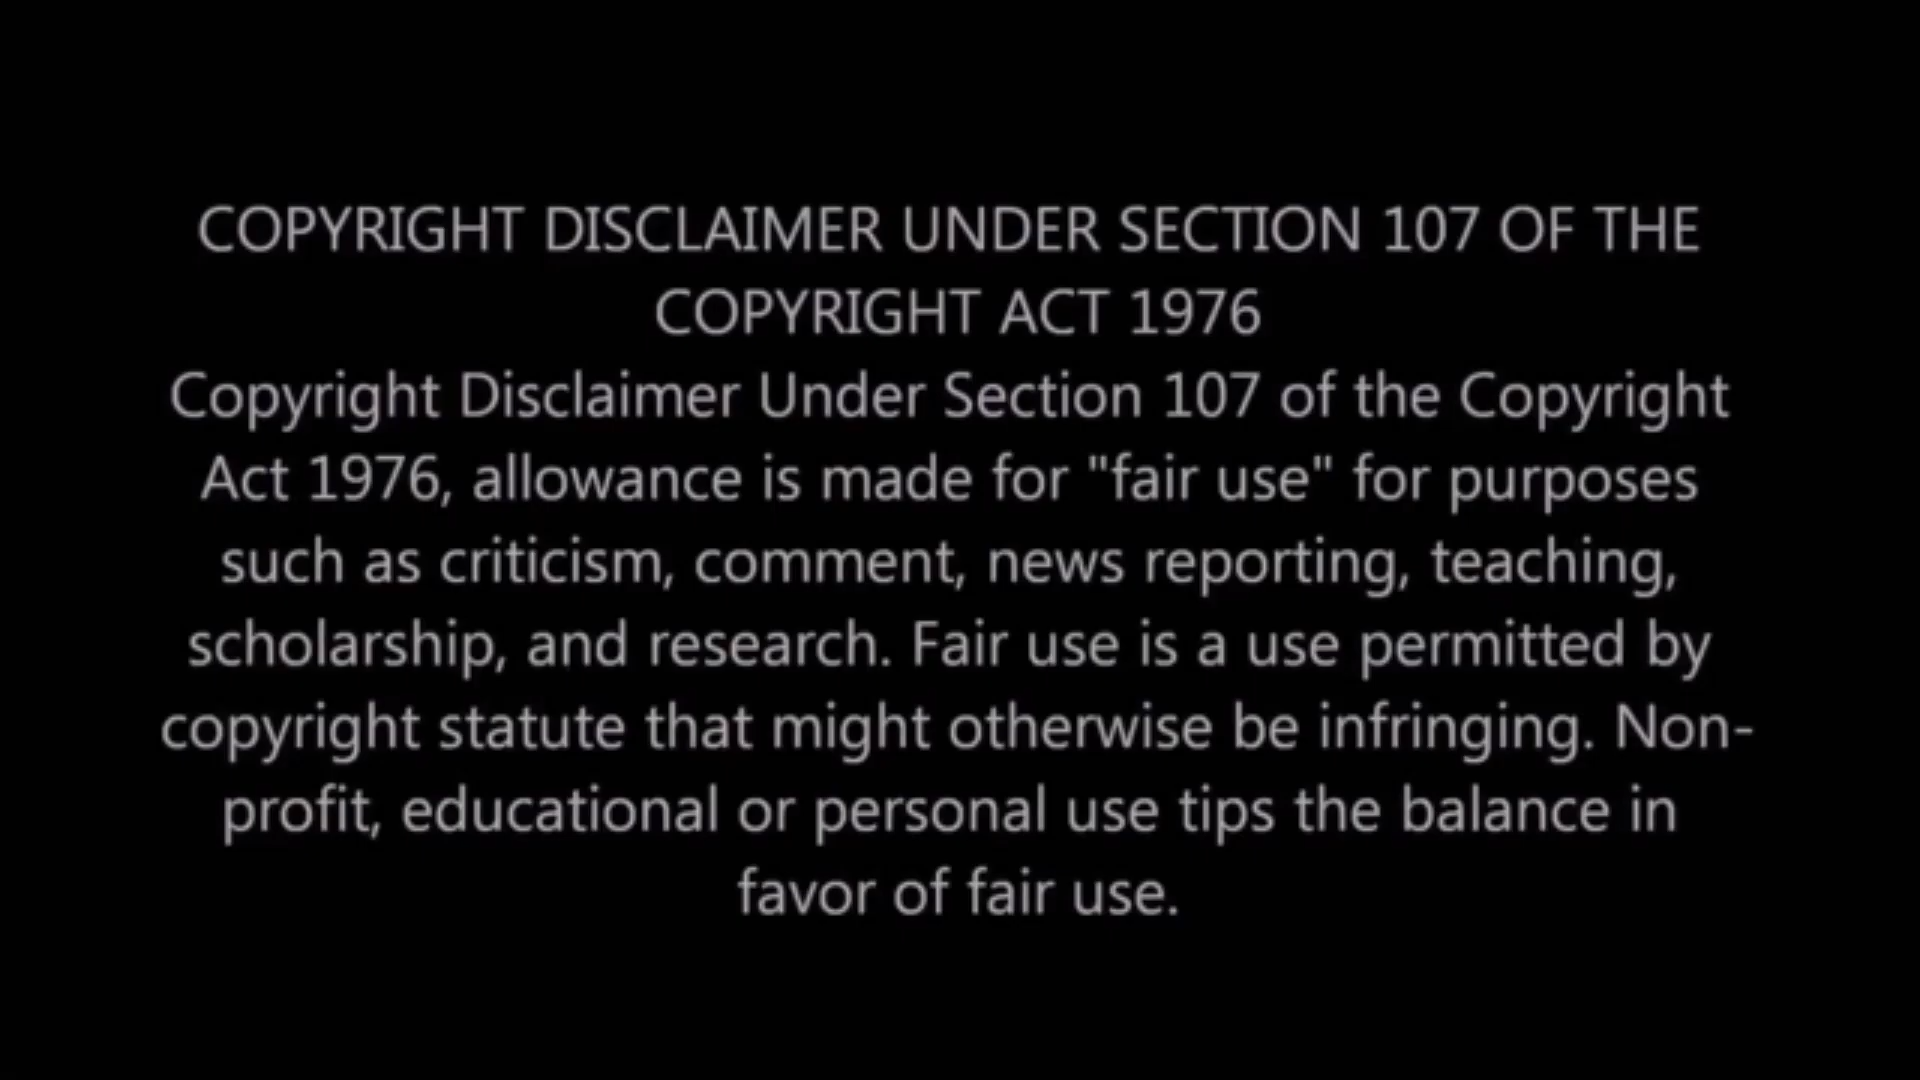 COPYRIGHT DISCLAIMER UNDER SECTION 107 OF THE
COPYRIGHT ACT 1976
Copyright Disclaimer Under Section 107 of the Copyright
Act 1976, allowance is made for "fair use" for purposes
such as criticism, comment, news reporting, teaching,
scholarship, and research. Fair use is a use permitted by
copyright statute that might otherwise be infringing. Non-
profit, educational or personal use tips the balance in
favor of fair use.